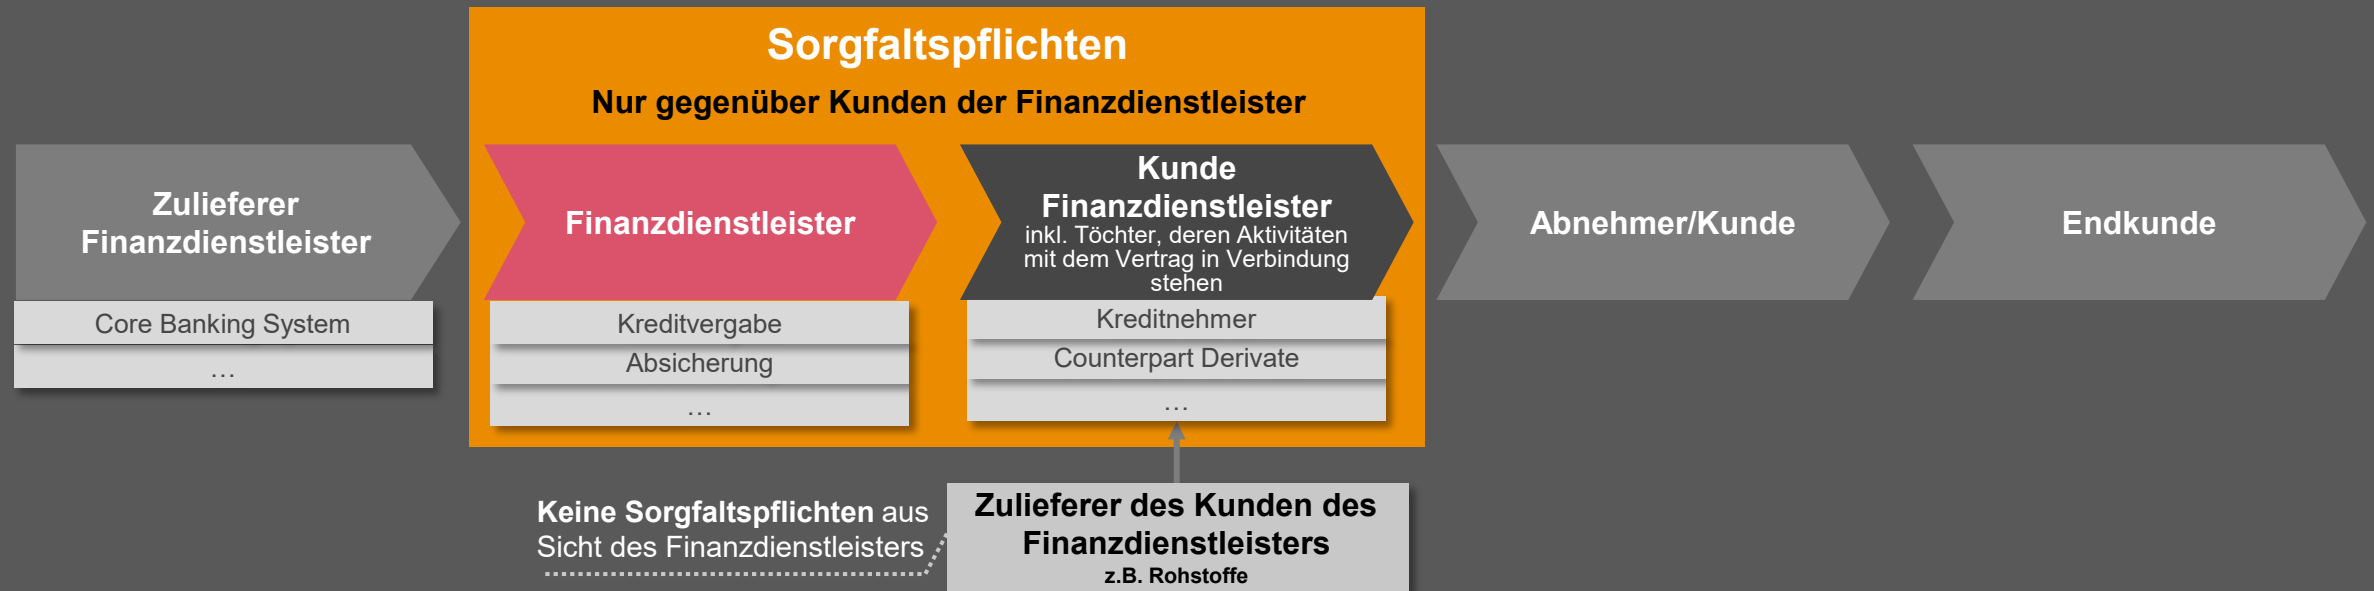 Sorgfaltspflichten
Nur gegenüber Kunden der Finanzdienstleister
Zulieferer
Finanzdienstleister
Core Banking System
…
Finanzdienstleister
Kreditvergabe
Absicherung
…
Kunde
Finanzdienstleister
inkl. Töchter, deren Aktivitäten
mit dem Vertrag in Verbindung
stehen
Kreditnehmer
Counterpart Derivate
…
Abnehmer/Kunde
Endkunde
Keine Sorgfaltspflichten aus
Sicht des Finanzdienstleisters
Zulieferer des Kunden des
Finanzdienstleisters
z.B. Rohstoffe